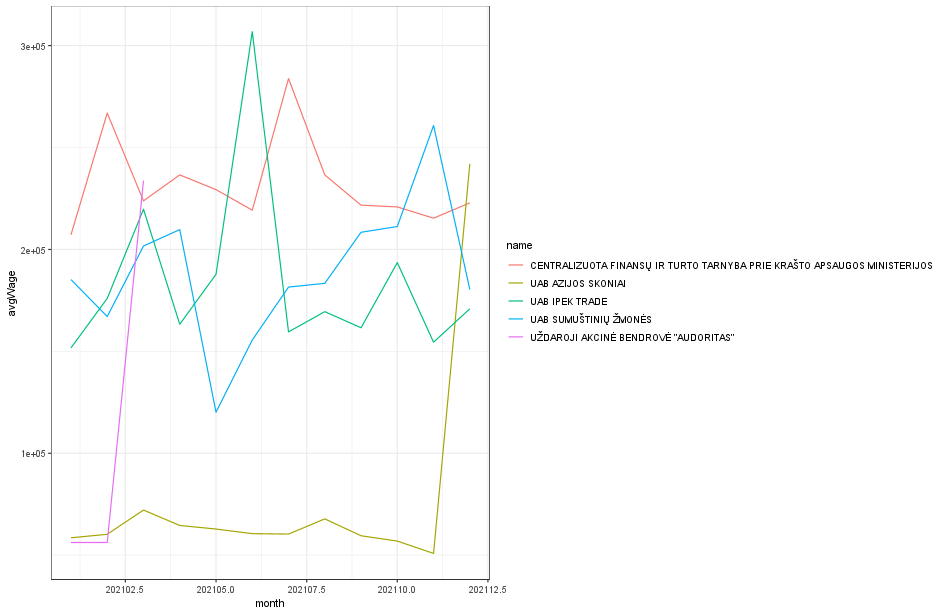 3e+05
2e+05
1e+05
avgWage
202102.5
202105.0
202107.5
202110.0
202112.5
month
name
CENTRALIZUOTA FINANSŲ IR TURTO TARNYBA PRIE KRAŠTO APSAUGOS MINISTERIJOS
UAB AZIJOS SKONIAI
UAB IPEK TRADE
UAB SUMUŠTINIŲ ŽMONĖS
UŽDAROJI AKCINĖ BENDROVĖ "AUDORITAS"